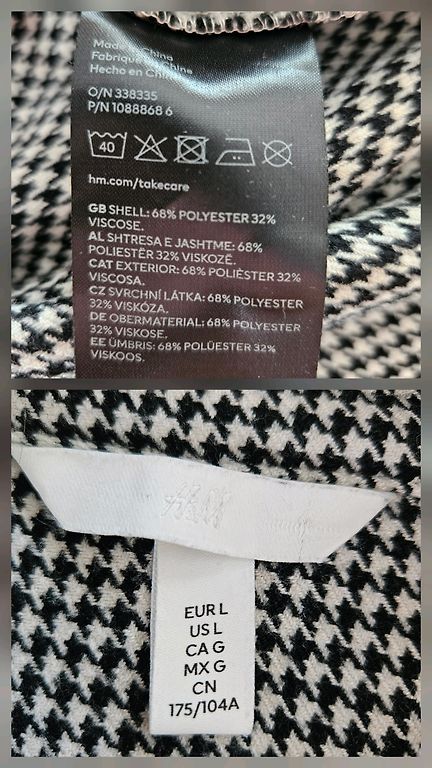 Made in China
Fabriqué en Chine
Hecho en China
O/N 338335
P/N 1088868 6
40
hm.com/takecare
GB SHELL: 68% POLYESTER 32%
VISCOSE.
AL SHTRESA E JASHTME: 68%
POLIESTËR 32% VISKOZË.
CAT EXTERIOR: 68% POLIÈSTER 32%
VISCOSA.
CZ SVRCHNÍ LÁTKA: 68% POLYESTER
32% VISKÓZA.
DE OBERMATERIAL: 68% POLYESTER
32% VISKOSE.
EE ÜMBRIS: 68% POLÜESTER 32%
VISKOOS.
H&M
EUR L
US L
CA G
MX G
CN
175/104A